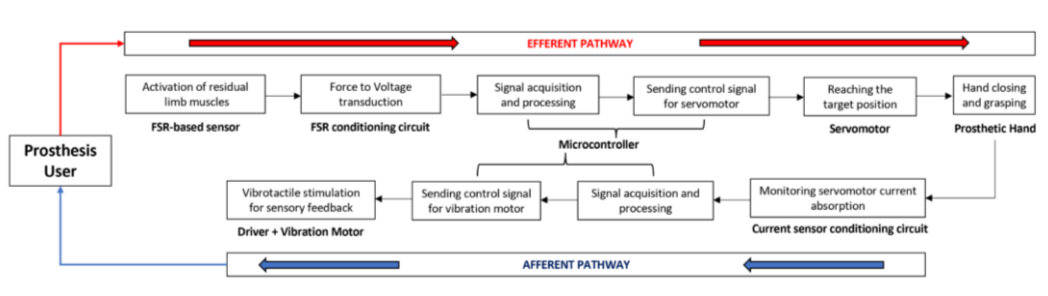 EFFERENT PATHWAY
Activation of residual
limb muscles
Force to Voltage
transduction
Signal acquisition
and processing
Sending control signal
for servomotor
Reaching the
target position
Hand closing
and grasping
FSR-based sensor
FSR conditioning circuit
Servomotor
Prosthetic Hand
Microcontroller
Prosthesis
User
Vibrotactile stimulation
for sensory feedback
Sending control signal
for vibration motor
Signal acquisition and
processing
Monitoring servomotor current
absorption
Driver + Vibration Motor
Current sensor conditioning circuit
AFFERENT PATHWAY